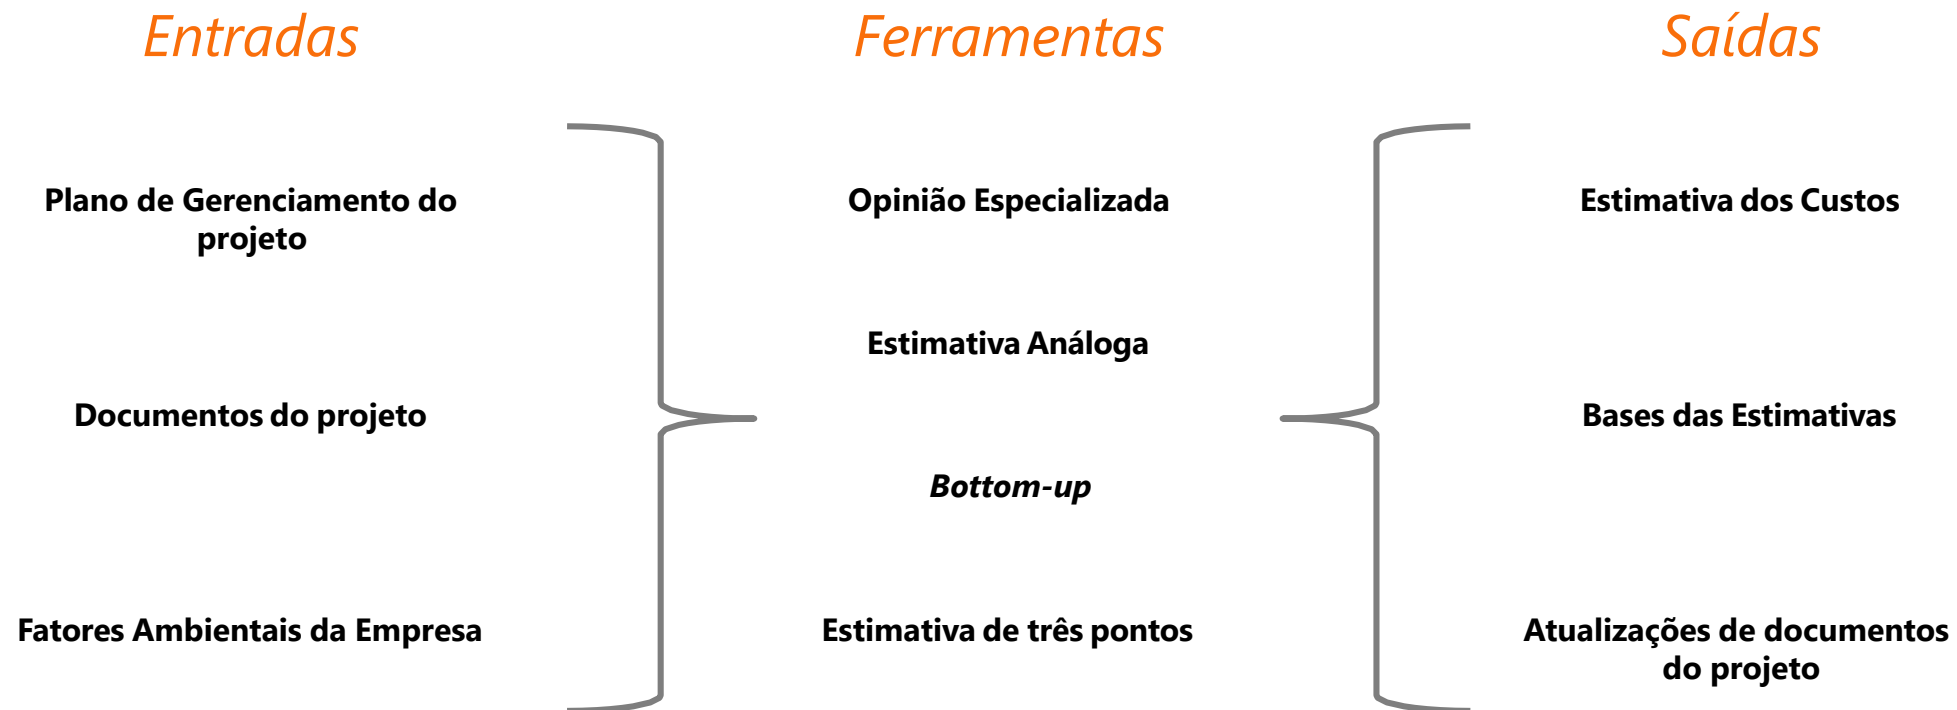 Entradas
Ferramentas
Saídas
Plano de Gerenciamento do
projeto
Documentos do projeto
Fatores Ambientais da Empresa
Opinião Especializada
Estimativa Análoga
Bottom-up
Estimativa de três pontos
Estimativa dos Custos
Bases das Estimativas
Atualizações de documentos
do projeto